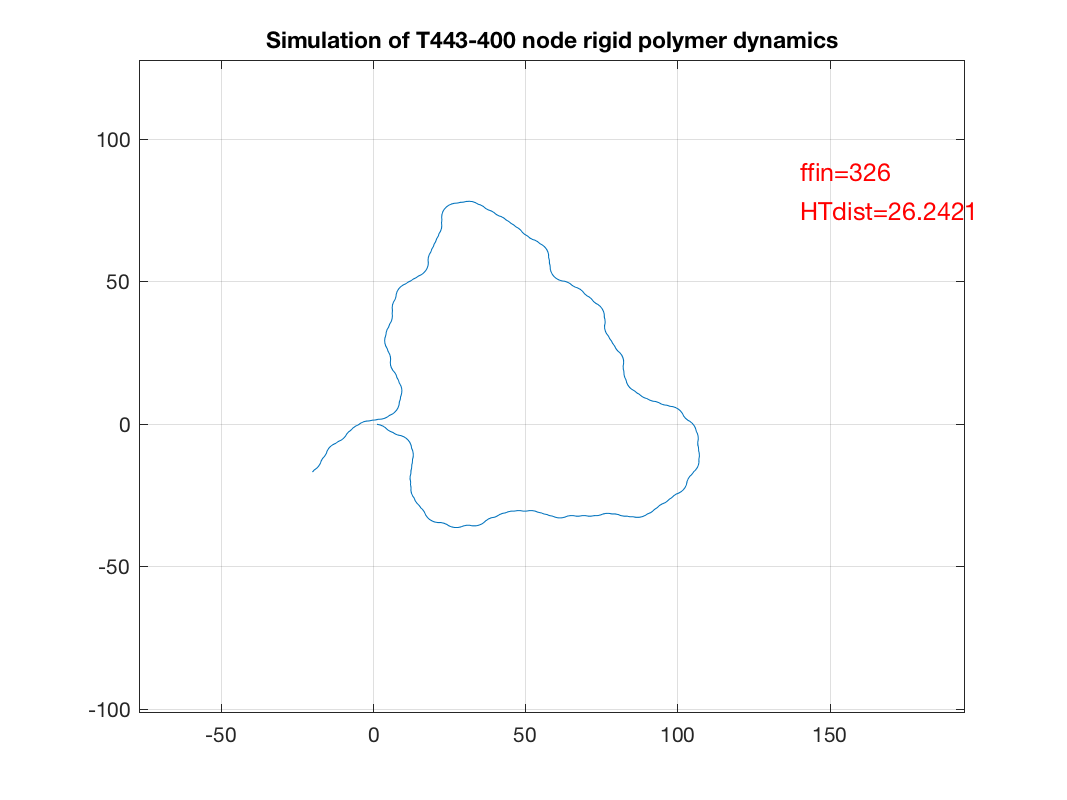 Simulation of T443-400 node rigid polymer dynamics
ffin=326
HTdist=26.2421
100
50
0
-50
-100
-50 0 50 100 150